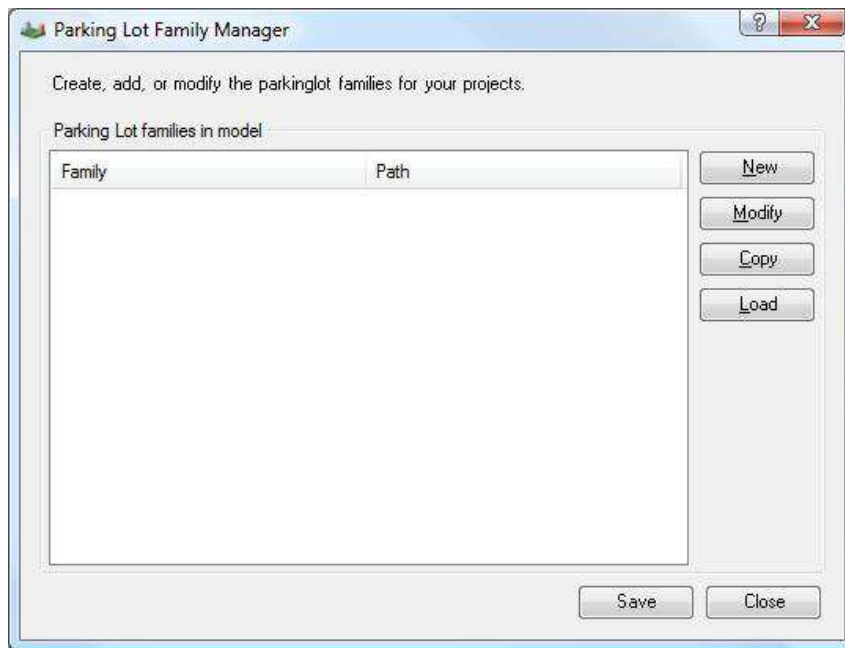 Parking Lot Family Manager
Create, add, or modify the parkinglot families for your projects.
Parking Lot families in model
Family Path
New
Modify
Copy
Load
Save Close